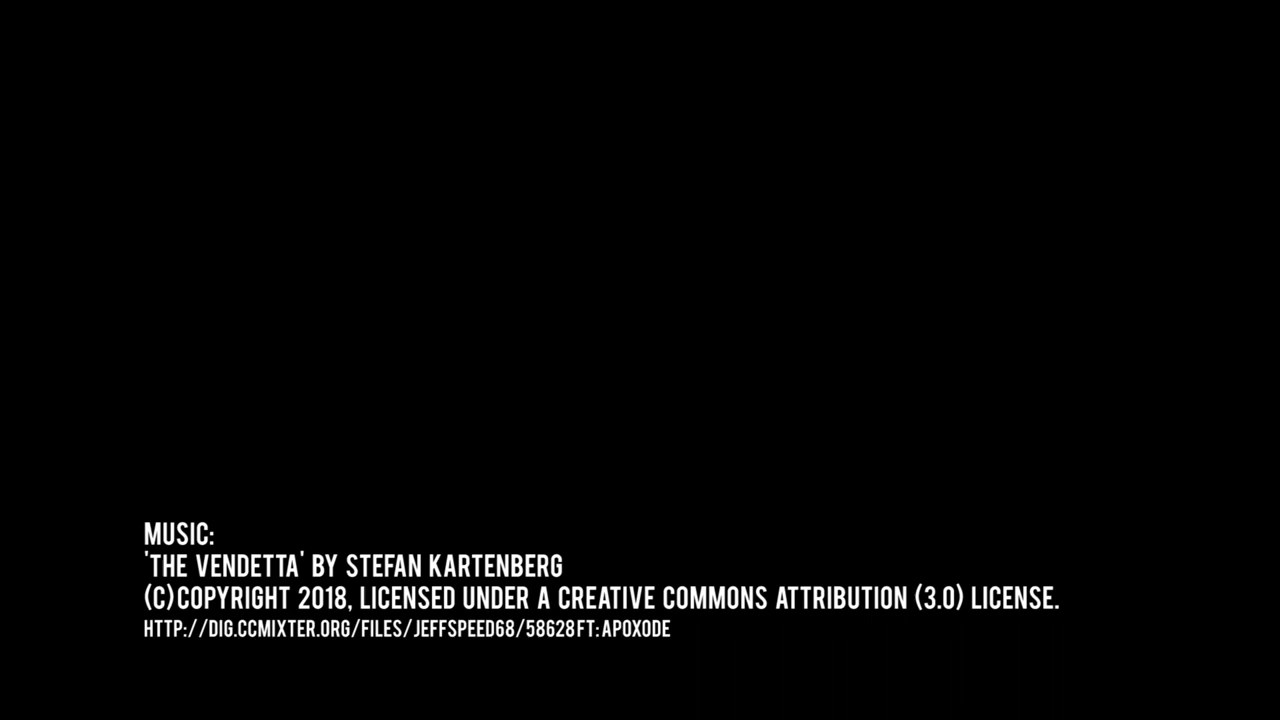 MUSIC:
'THE VENDETTA' BY STEFAN KARTENBERG
(C)COPYRIGHT 2018, LICENSED UNDER A CREATIVE COMMONS ATTRIBUTION (3.0) LICENSE.
HTTP://DIG.CCMIXTER.ORG/FILES/JEFFSPEED68/58628FT: APOXODE